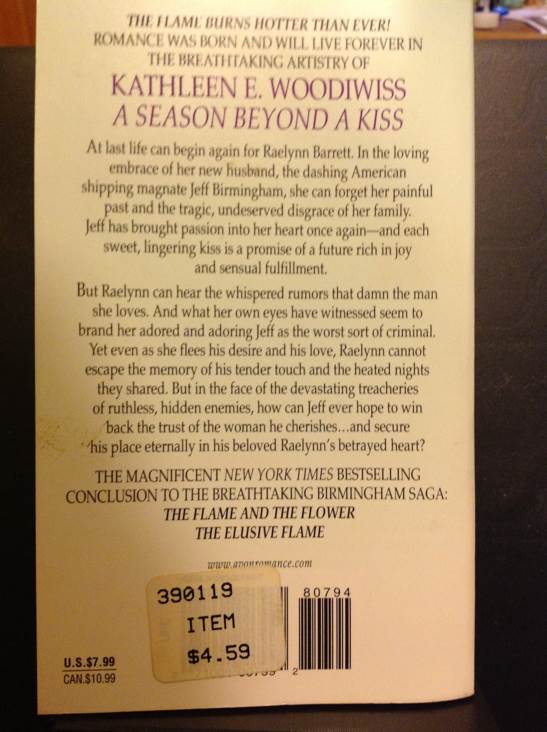 THE FLAME BURNS HOTTER THAN EVER!
ROMANCE WAS BORN AND WILL LIVE FOREVER IN
THE BREATHTAKING ARTISTRY OF
KATHLEEN E. WOODIWISS
A SEASON BEYOND A KISS
At last life can begin again for Raelynn Barrett. In the loving
embrace of her new husband, the dashing American
shipping magnate Jeff Birmingham, she can forget her painful
past and the tragic, undeserved disgrace of her family.
Jeff has brought passion into her heart once again—and each
sweet, lingering kiss is a promise of a future rich in joy
and sensual fulfillment.
But Raelynn can hear the whispered rumors that damn the man
she loves. And what her own eyes have witnessed seem to
brand her adored and adoring Jeff as the worst sort of criminal.
Yet even as she flees his desire and his love, Raelynn cannot
escape the memory of his tender touch and the heated nights
they shared. But in the face of the devastating treacheries
of ruthless, hidden enemies, how can Jeff ever hope to win
back the trust of the woman he cherishes...and secure
his place eternally in his beloved Raelynn's betrayed heart?
THE MAGNIFICENT NEW YORK TIMES BESTSELLING
CONCLUSION TO THE BREATHTAKING BIRMINGHAM SAGA:
THE FLAME AND THE FLOWER
THE ELUSIVE FLAME
www.avonromance.com
390119
ITEM
$4.59
80794
2
U.S.$7.99
CAN.$10.99